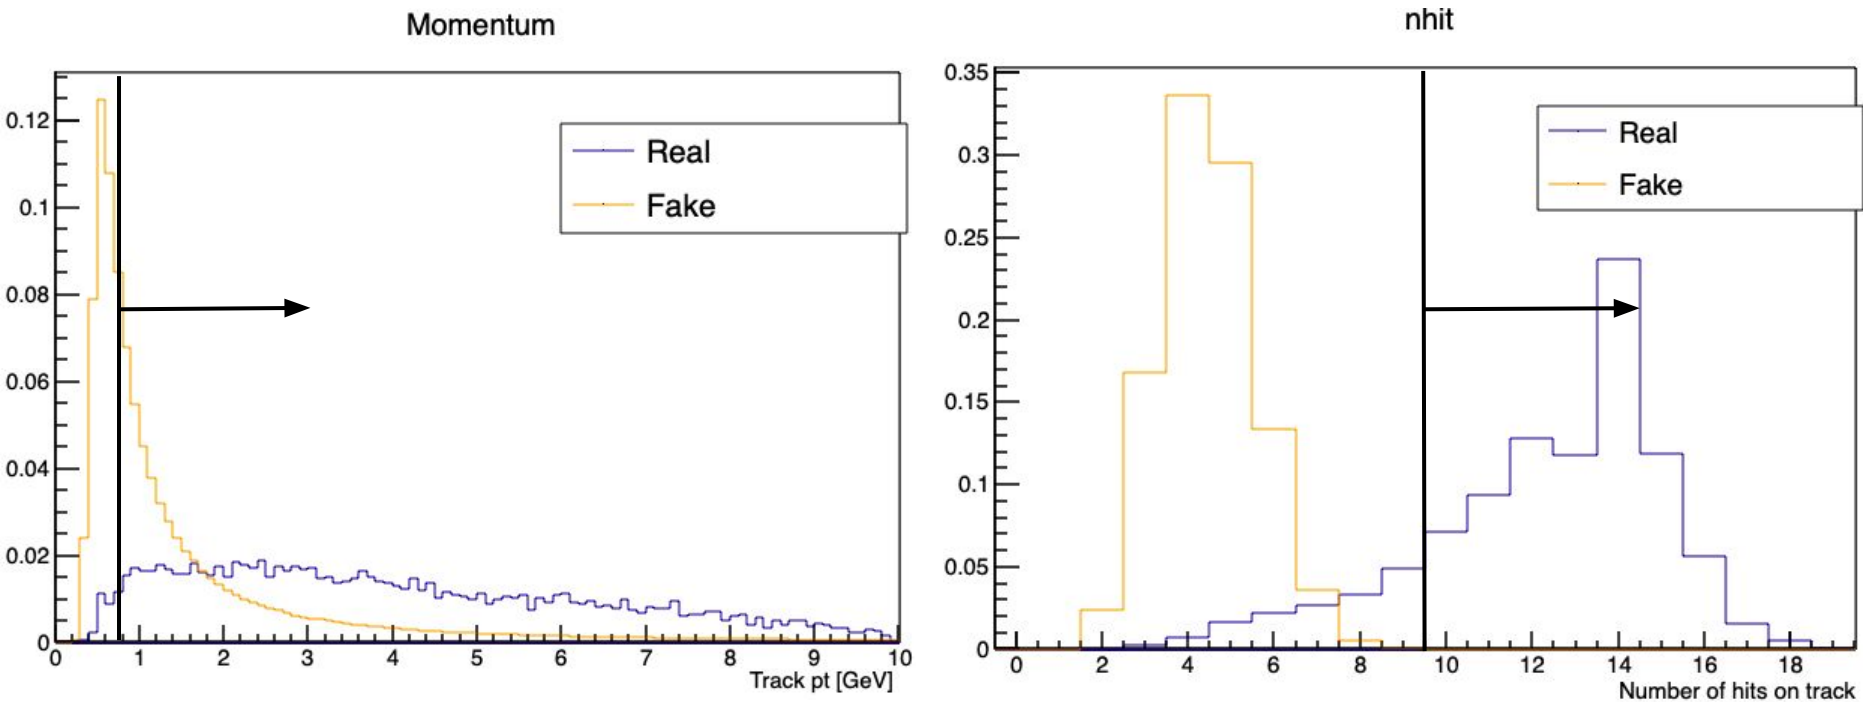 Momentum
0.12
0.1
0.08
0.06
0.04
0.02
0
0 1 2 3 4 5 6 7 8 9 10
Track pt [GeV]
Real
Fake
nhit
0.35
0.3
0.25
0.2
0.15
0.1
0.05
0
0 2 4 6 8 10 12 14 16 18
Number of hits on track
Real
Fake